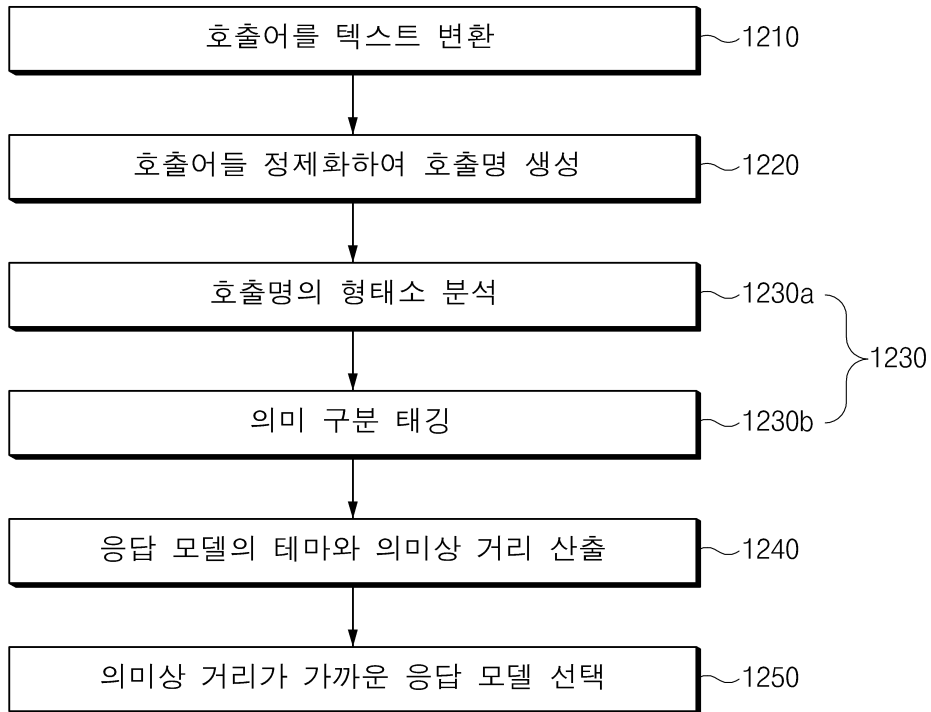 호출어를 텍스트 변환 1210
호출어들 정제화하여 호출명 생성 1220
호출명의 형태소 분석 1230a
1230
의미 구분 태깅 1230b
응답 모델의 테마와 의미상 거리 산출 1240
의미상 거리가 가까운 응답 모델 선택 1250